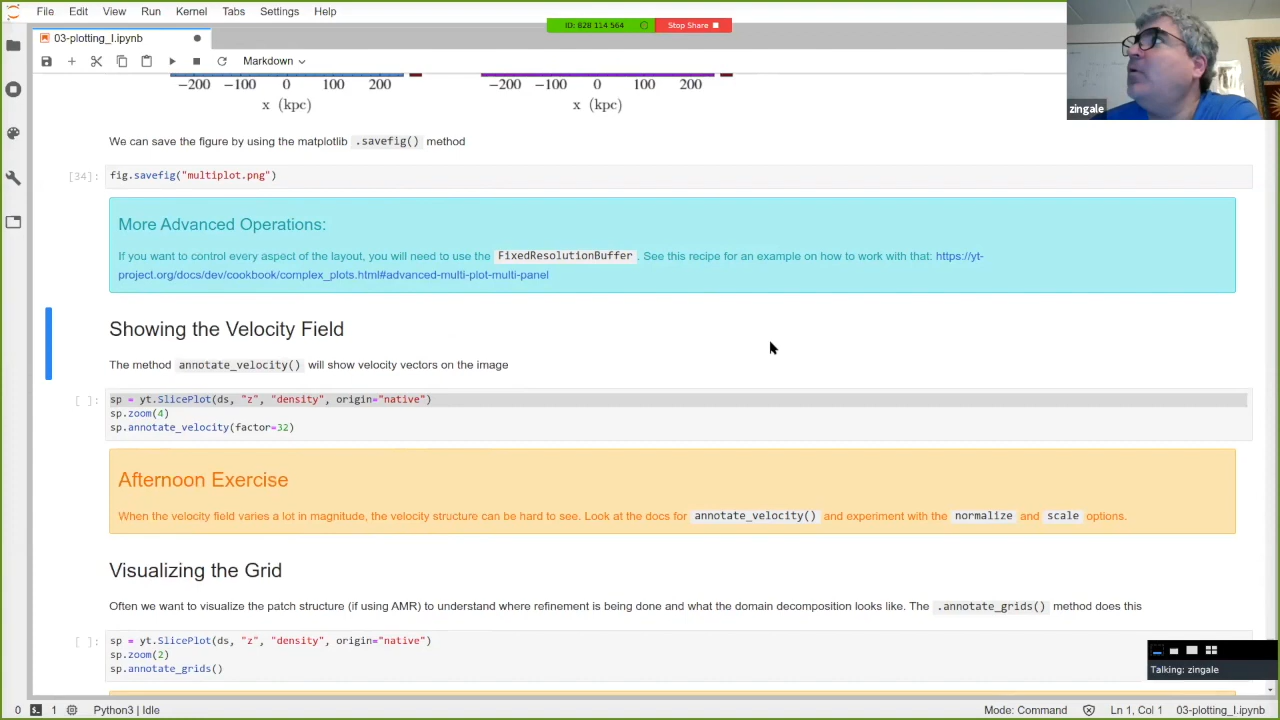 File Edit View Run Kernel Tabs Settings Help
ID: 828 114 564 Stop Share
03-plotting_I.ipynb
Markdown
zingale
−200 −100 0 100 200 −200 −100 0 100 200
x (kpc) x (kpc)
We can save the figure by using the matplotlib .savefig() method
[34]: fig.savefig("multiplot.png")
More Advanced Operations:
If you want to control every aspect of the layout, you will need to use the FixedResolutionBuffer. See this recipe for an example on how to work with that: https://yt-
project.org/docs/dev/cookbook/complex_plots.html#advanced-multi-plot-multi-panel
Showing the Velocity Field
The method annotate_velocity() will show velocity vectors on the image
[ ]: sp = yt.SlicePlot(ds, "z", "density", origin="native")
sp.zoom(4)
sp.annotate_velocity(factor=32)
Afternoon Exercise
When the velocity field varies a lot in magnitude, the velocity structure can be hard to see. Look at the docs for annotate_velocity() and experiment with the normalize and scale options.
Visualizing the Grid
Often we want to visualize the patch structure (if using AMR) to understand where refinement is being done and what the domain decomposition looks like. The .annotate_grids() method does this
[ ]: sp = yt.SlicePlot(ds, "z", "density", origin="native")
sp.zoom(2)
sp.annotate_grids()
Talking: zingale
0 1 Python3 | Idle Mode: Command Ln 1, Col 1 03-plotting_I.ipynb